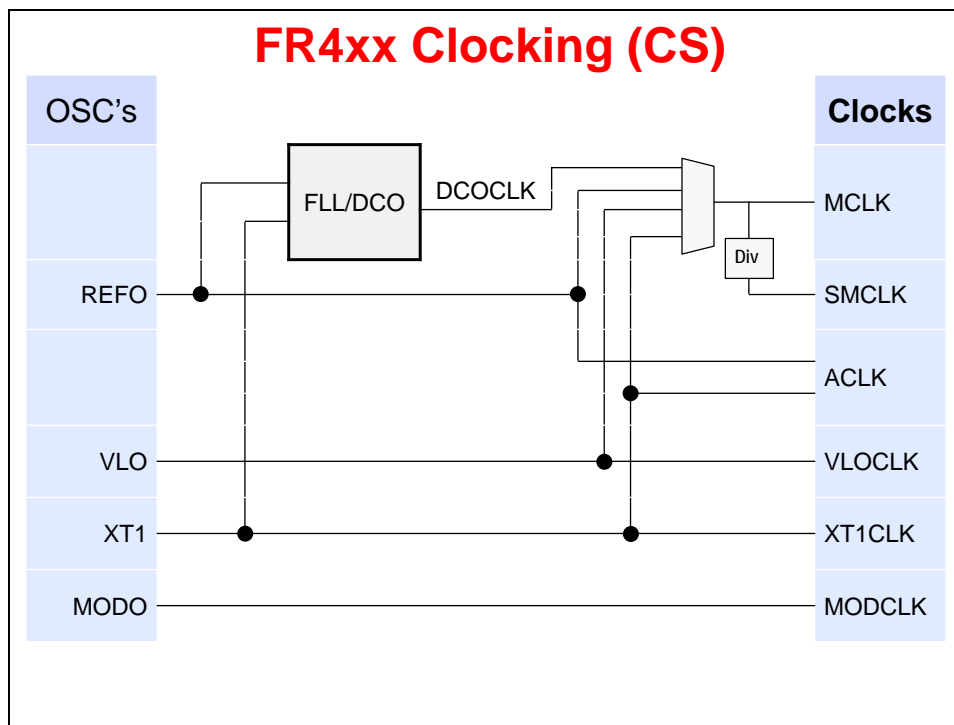 FR4xx Clocking (CS)
OSC's
Clocks
FLL/DCO
DCOCLK
MCLK
Div
REFO
SMCLK
ACLK
VLO
VLOCLK
XT1
XT1CLK
MODO
MODCLK